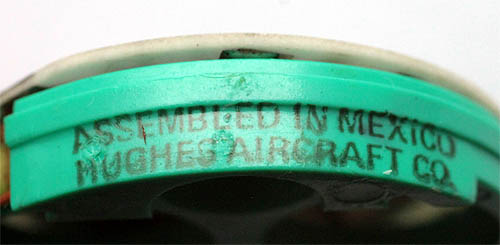 ASSEMBLED IN MEXICO
HUGHES AIRCRAFT CO.